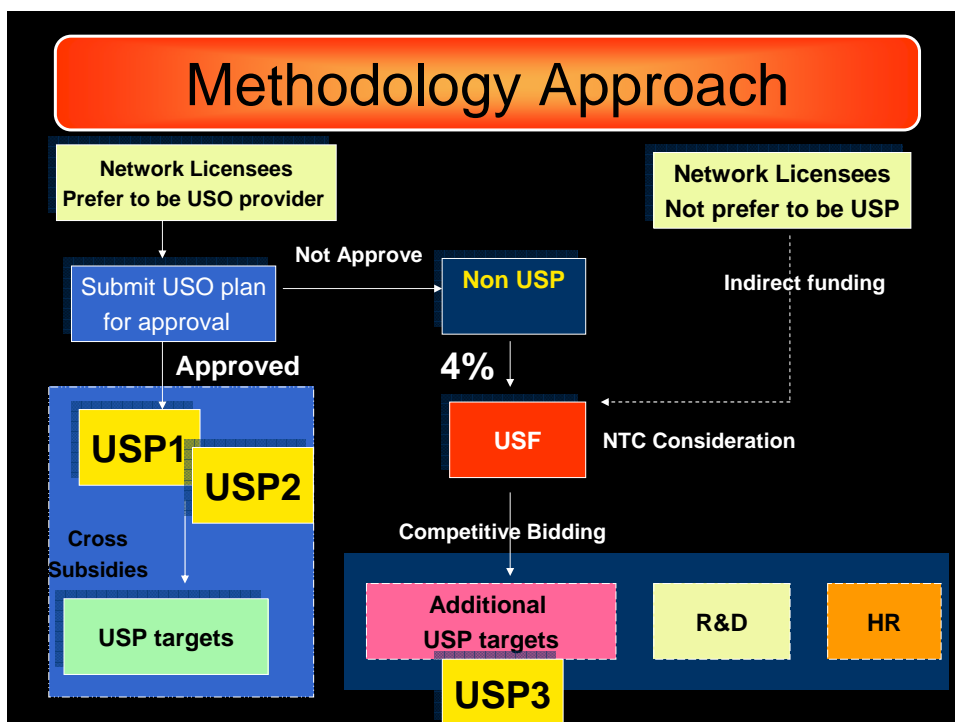 Methodology Approach
Network Licensees
Prefer to be USO provider
Network Licensees
Not prefer to be USP
Not Approve
Submit USO plan
for approval
Non USP
Indirect funding
Approved
4%
USP1
USP2
USF
NTC Consideration
Cross
Subsidies
Competitive Bidding
USP targets
Additional
USP targets
R&D
HR
USP3